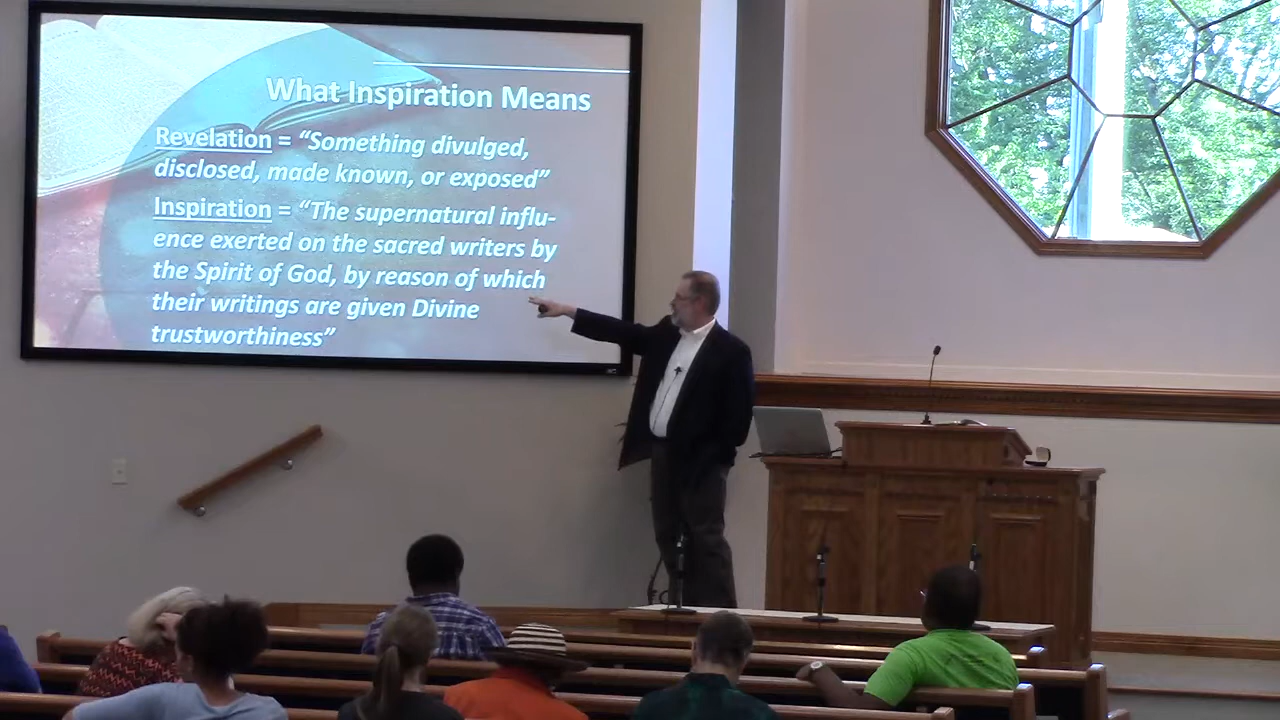 What Inspiration Means
Revelation = “Something divulged,
disclosed, made known, or exposed”
Inspiration = “The supernatural influ-
ence exerted on the sacred writers by
the Spirit of God, by reason of which
their writings are given Divine
trustworthiness”